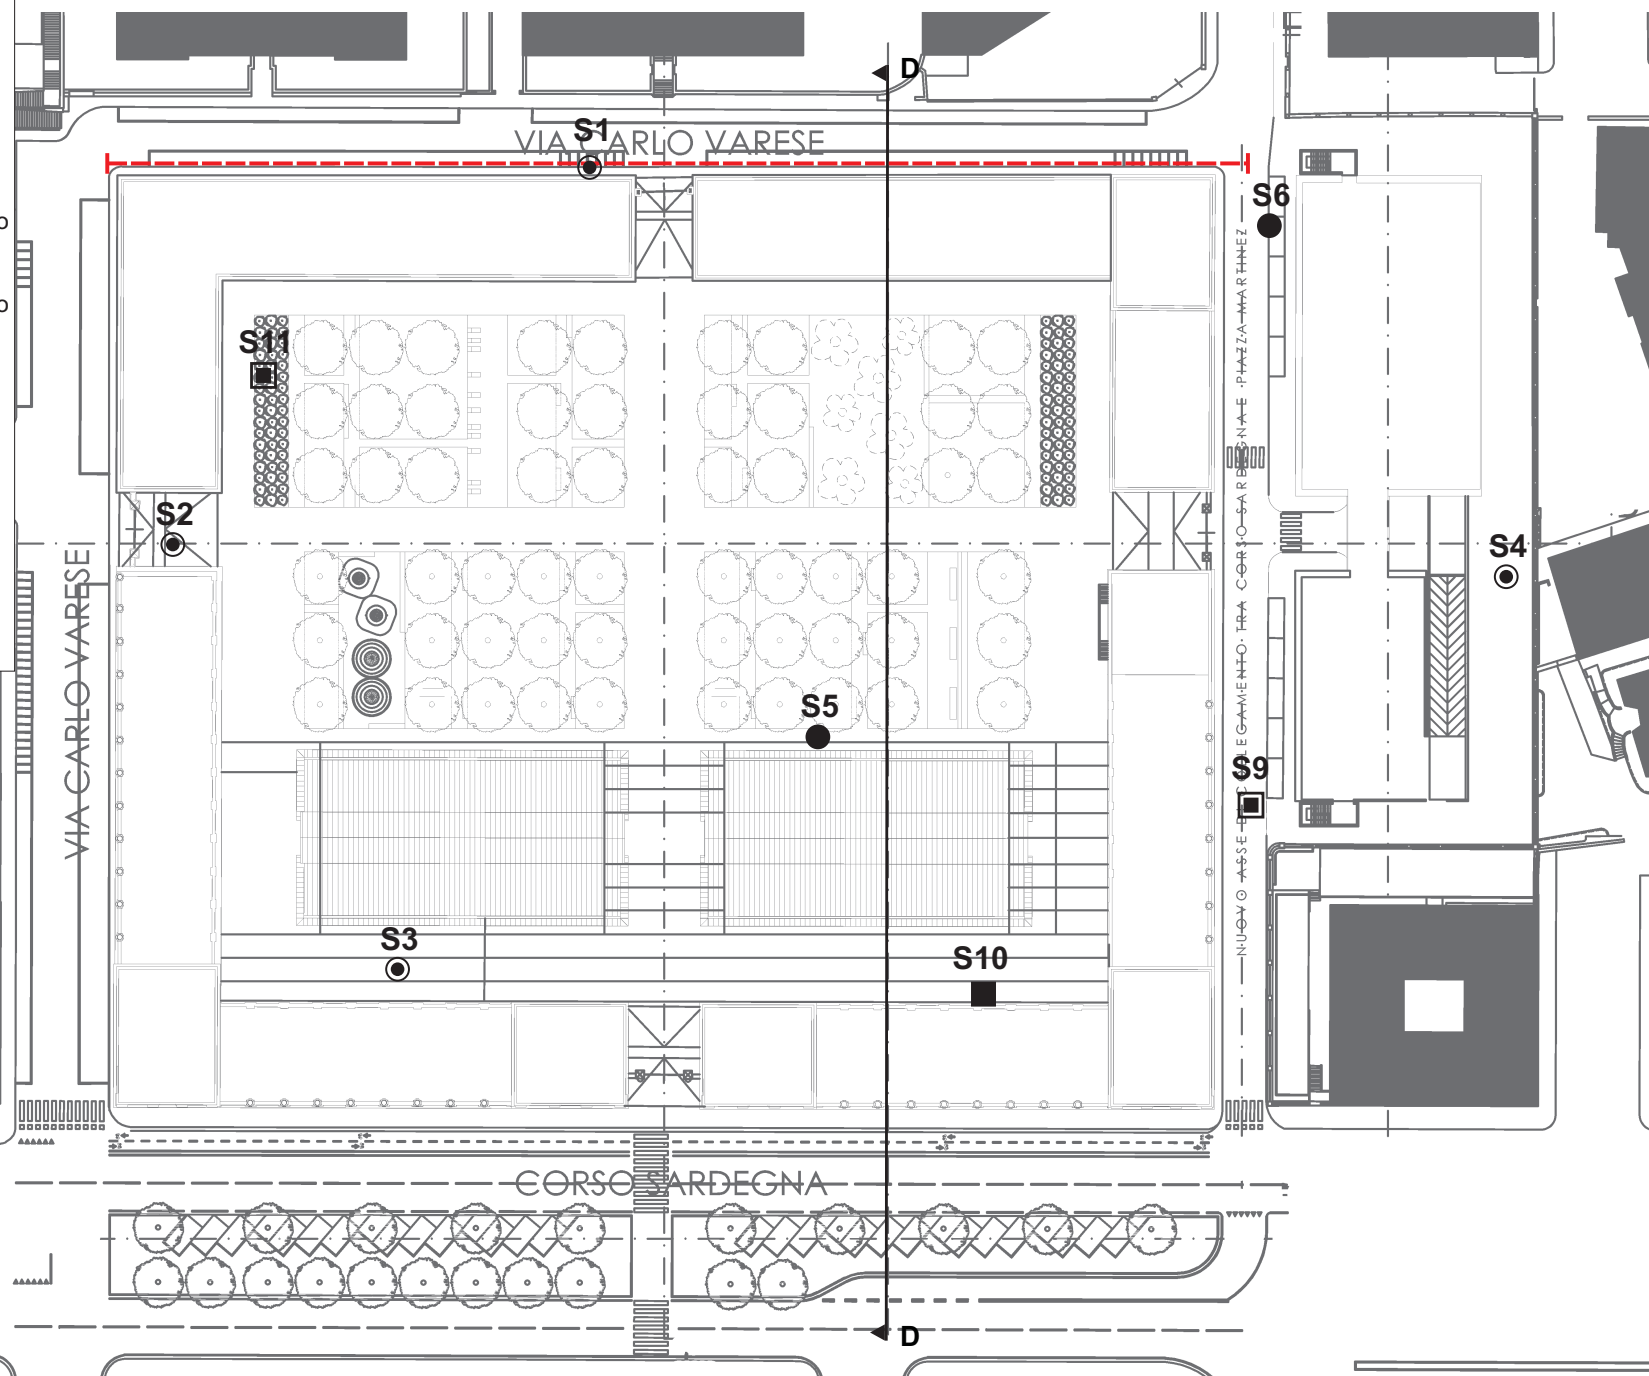 D
S1
VIA CARLO VARESE
S6
o
o
S11
S2
S4
VIA CARLO VARESE
NUOVO ASSE DI COLLEGAMENTO TRA CORSO SARDEGNA E PIAZZA MARTINEZ
S5
S9
S3
S10
CORSO SARDEGNA
D